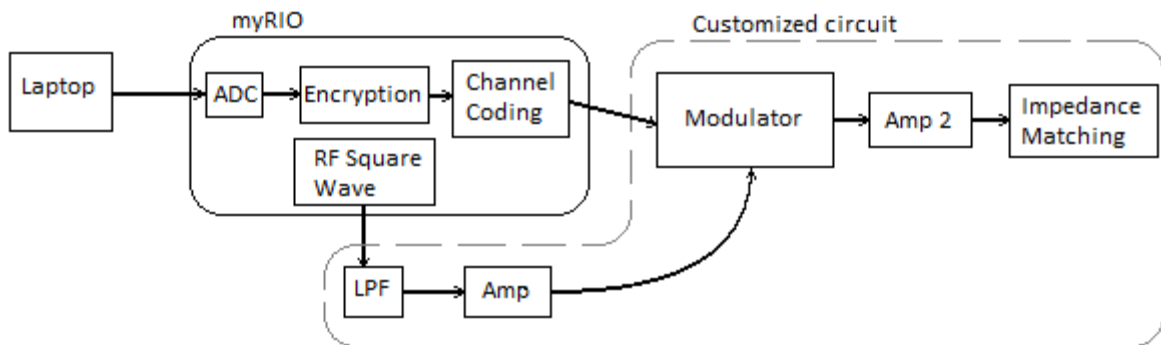 myRIO
Customized circuit
Laptop
ADC
Encryption
Channel
Coding
Modulator
Amp 2
Impedance
Matching
RF Square
Wave
LPF
Amp